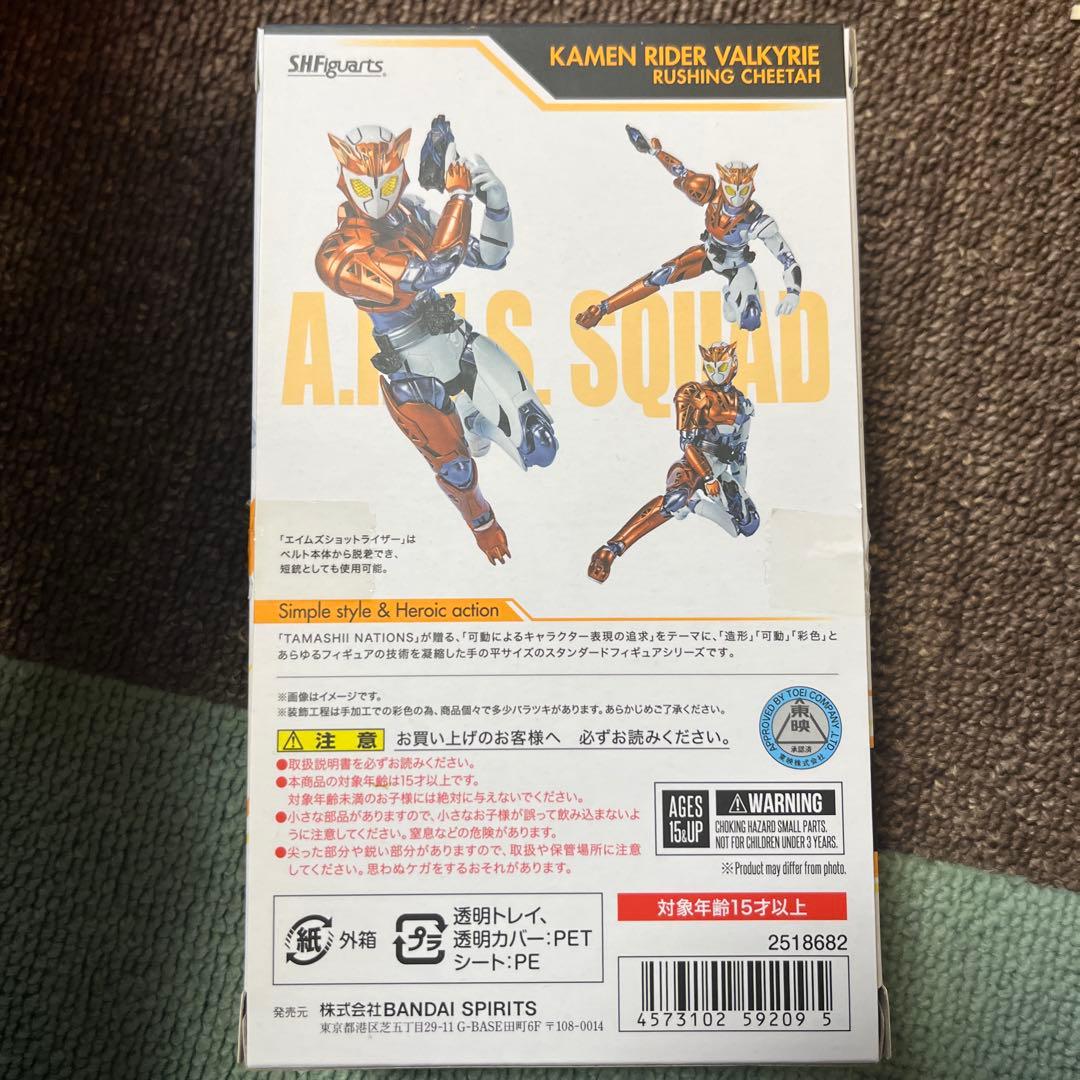 S.H.Figuarts
KAMEN RIDER VALKYRIE
RUSHING CHEETAH
A.I.M.S. SQUAD
「エイムズショットライザー」は
ベルト本体から脱着でき、
短銃としても使用可能。
Simple style & Heroic action
「TAMASHII NATIONS」が贈る、「可動によるキャラクター表現の追求」をテーマに、「造形」「可動」「彩色」と
あらゆるフィギュアの技術を凝縮した手の平サイズのスタンダードフィギュアシリーズです。
※画像はイメージです。
※装飾工程は手加工での彩色の為、商品個々で多少バラツキがあります。あらかじめご了承ください。
注意 お買い上げのお客様へ 必ずお読みください。
●取扱説明書を必ずお読みください。
●本商品の対象年齢は15才以上です。
対象年齢未満のお子様には絶対に与えないでください。
●小さな部品がありますので、小さなお子様が誤って飲み込まないよ
うに注意してください。窒息などの危険があります。
●尖った部分や鋭い部分がありますので、取扱や保管場所に注意
してください。思わぬケガをするおそれがあります。
APPROVED BY TOEI COMPANY, LTD.
東映
承認済
東映株式会社
AGES
15&UP
WARNING
CHOKING HAZARD SMALL PARTS.
NOT FOR CHILDREN UNDER 3 YEARS.
※Product may differ from photo.
紙 外箱
プラ
透明トレイ、
透明カバー:PET
シート:PE
対象年齢15才以上
2518682
4573102 59209 5
発売元 株式会社BANDAI SPIRITS
東京都港区芝五丁目29-11 G-BASE田町6F 〒108-0014